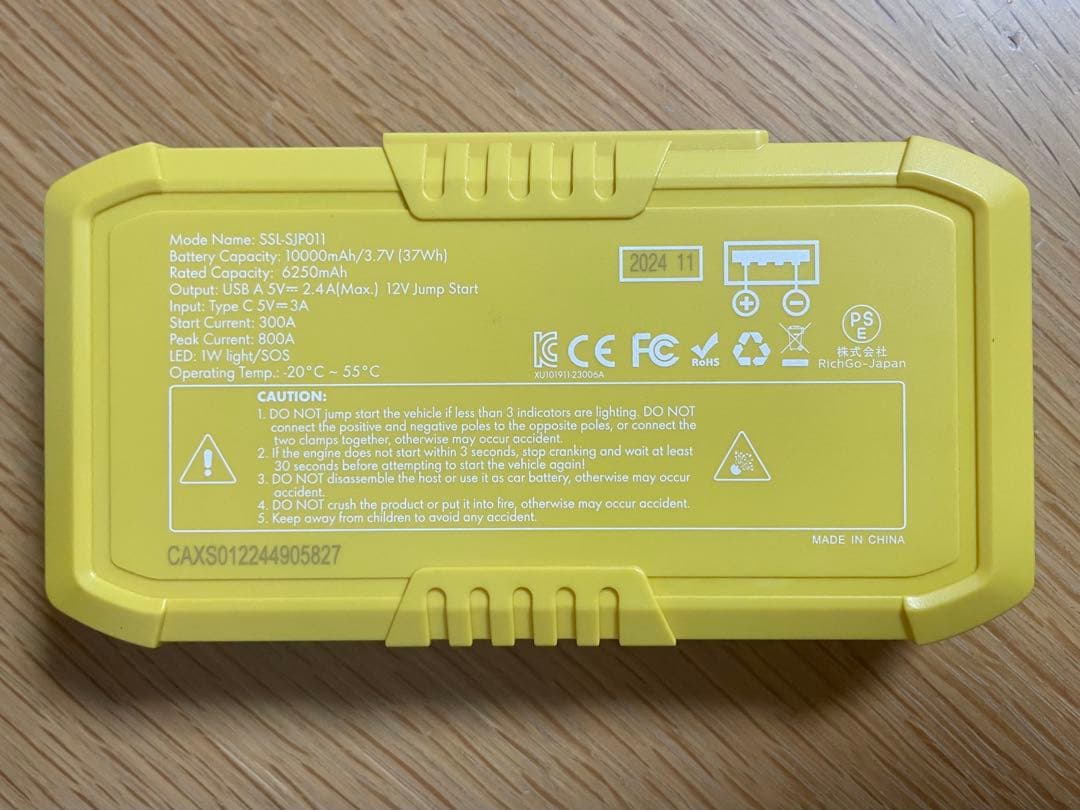 Mode Name: SSL-SJP011
Battery Capacity: 10000mAh/3.7V (37Wh)
Rated Capacity: 6250mAh
Output: USB A 5V⎓ 2.4A(Max.) 12V Jump Start
Input: Type C 5V⎓3A
Start Current: 300A
Peak Current: 800A
LED: 1W light/SOS
Operating Temp.: -20°C ~ 55°C
2024 11
KC CE FC RoHS
XU101911-23006A
PSE
株式会社
RichGo-Japan
CAUTION:
1. DO NOT jump start the vehicle if less than 3 indicators are lighting. DO NOT
connect the positive and negative poles to the opposite poles, or connect the
two clamps together, otherwise may occur accident.
2. If the engine does not start within 3 seconds, stop cranking and wait at least
30 seconds before attempting to start the vehicle again!
3. DO NOT disassemble the host or use it as car battery, otherwise may occur
accident.
4. DO NOT crush the product or put it into fire, otherwise may occur accident.
5. Keep away from children to avoid any accident.
MADE IN CHINA
CAXS012244905827